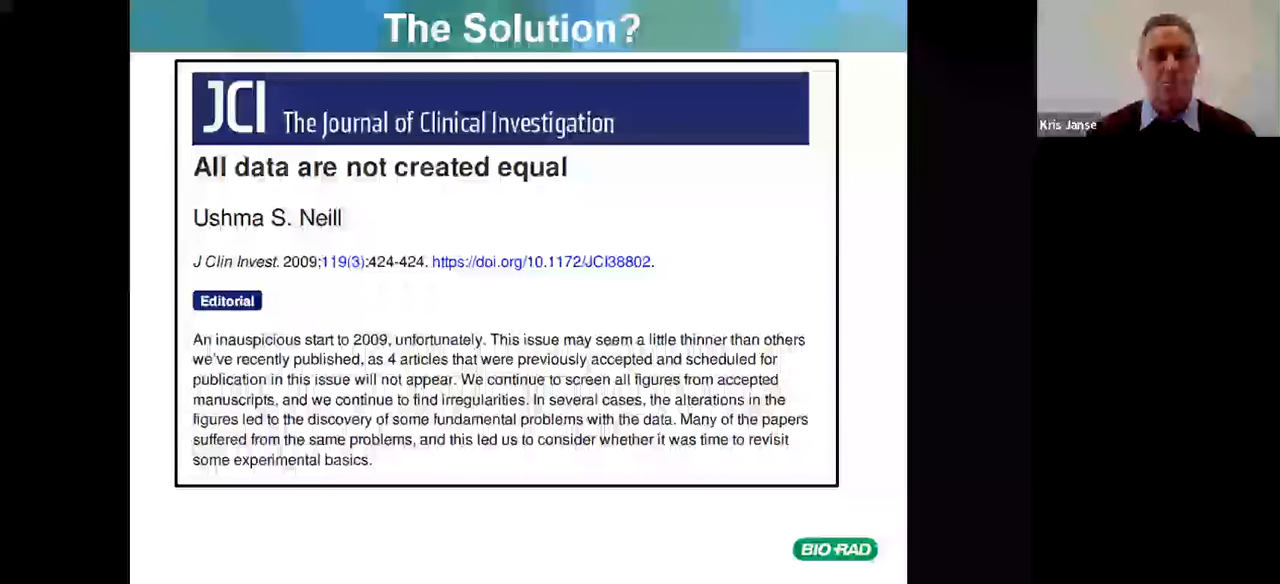 The Solution?
JCI The Journal of Clinical Investigation
All data are not created equal
Ushma S. Neill
J Clin Invest. 2009;119(3):424-424. https://doi.org/10.1172/JCI38802.
Editorial
An inauspicious start to 2009, unfortunately. This issue may seem a little thinner than others
we've recently published, as 4 articles that were previously accepted and scheduled for
publication in this issue will not appear. We continue to screen all figures from accepted
manuscripts, and we continue to find irregularities. In several cases, the alterations in the
figures led to the discovery of some fundamental problems with the data. Many of the papers
suffered from the same problems, and this led us to consider whether it was time to revisit
some experimental basics.
BIO-RAD
Kris Janse